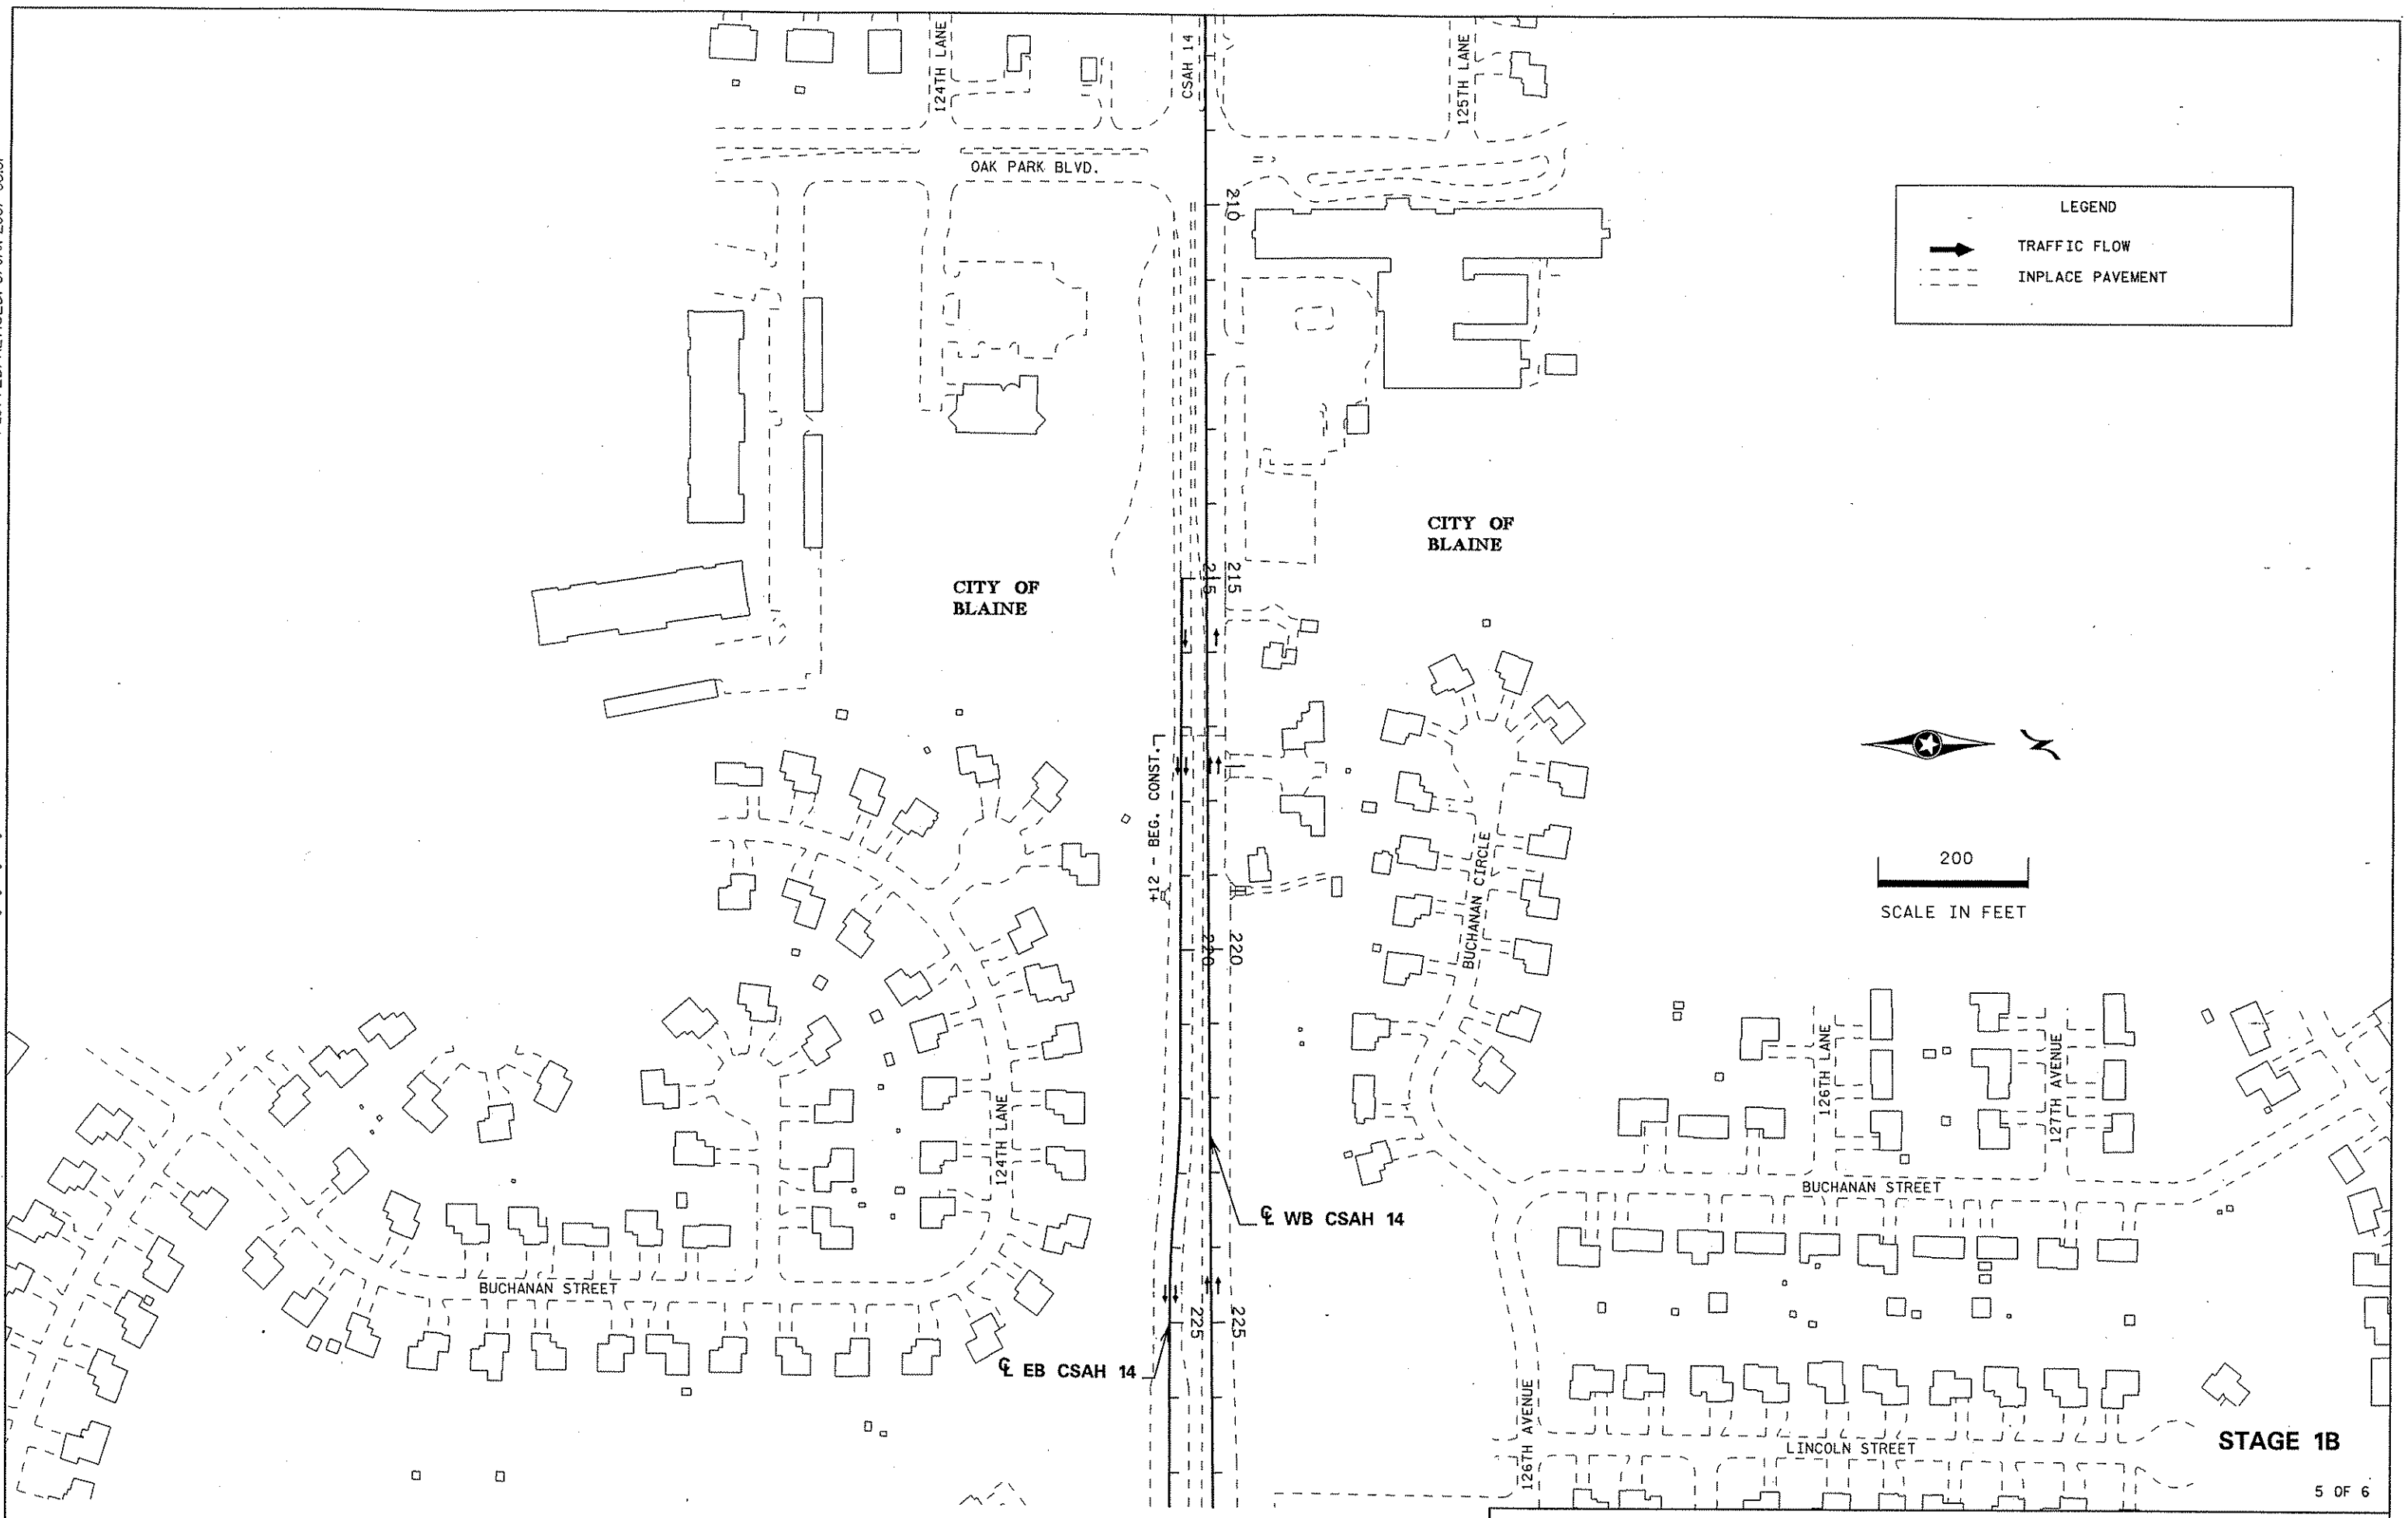 124TH LANE
CSAH 14
125TH LANE
OAK PARK BLVD.
210
LEGEND
TRAFFIC FLOW
INPLACE PAVEMENT
CITY OF
BLAINE
CITY OF
BLAINE
215
215
+12 - BEG. CONST.
BUCHANAN CIRCLE
200
SCALE IN FEET
220
220
124TH LANE
126TH LANE
127TH AVENUE
BUCHANAN STREET
℄ WB CSAH 14
BUCHANAN STREET
225
225
℄ EB CSAH 14
126TH AVENUE
LINCOLN STREET
STAGE 1B
5 OF 6